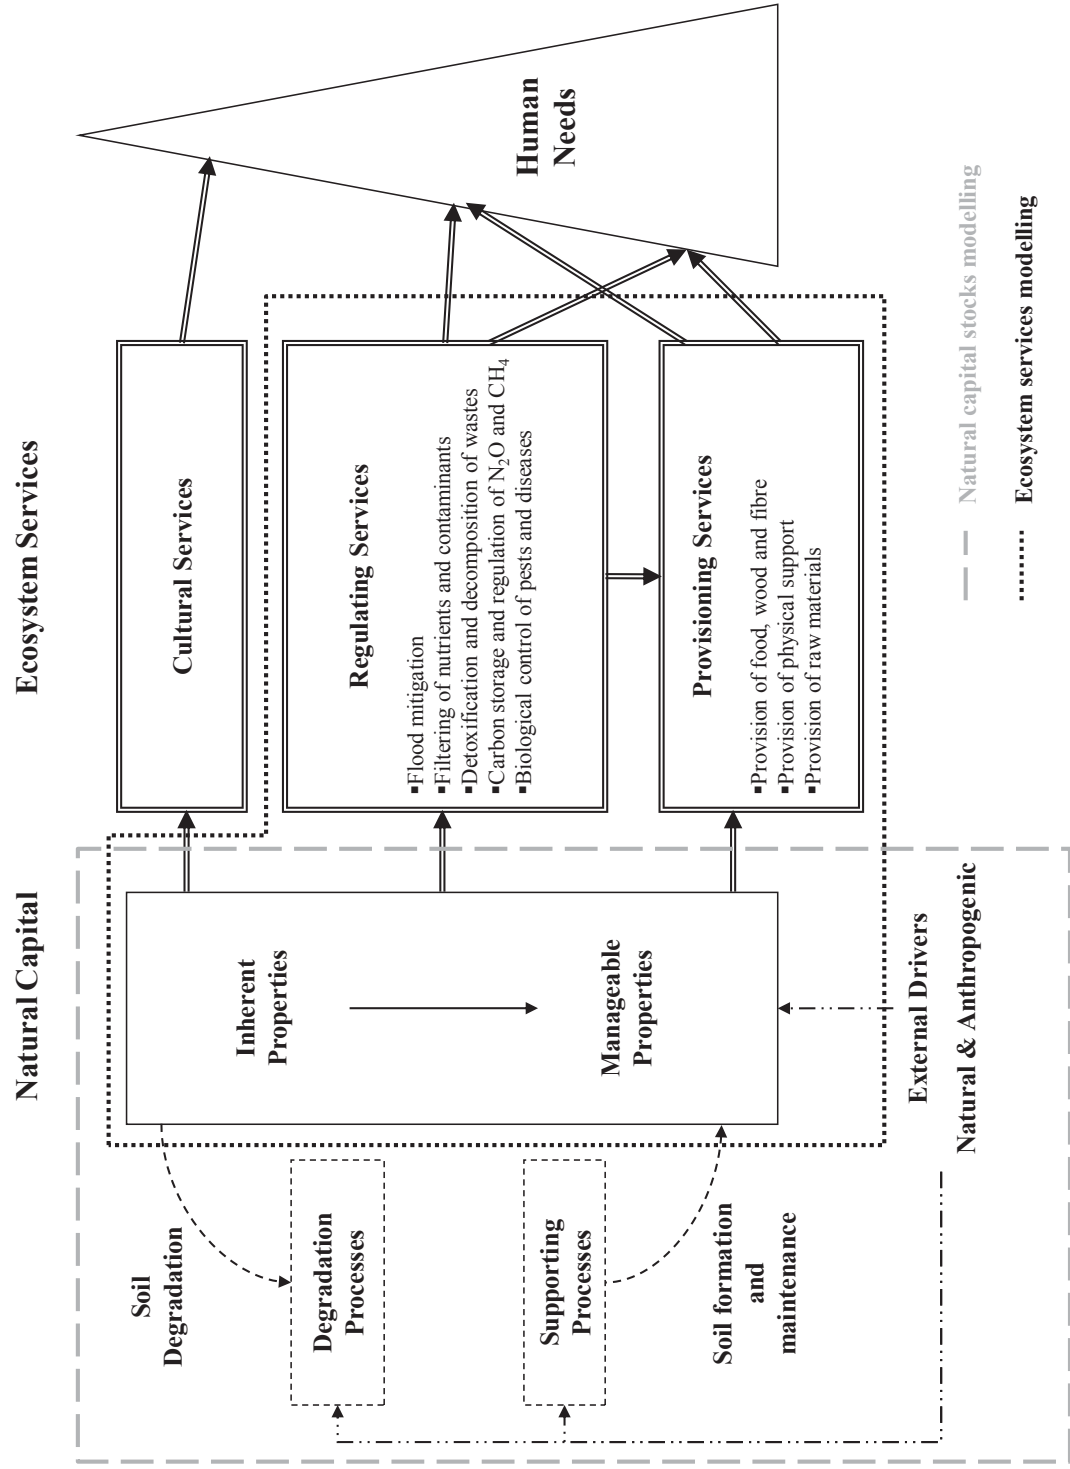 Natural Capital
Ecosystem Services
Soil
Degradation
Degradation
Processes
Supporting
Processes
Soil formation
and
maintenance
Inherent
Properties
Manageable
Properties
External Drivers
Natural & Anthropogenic
Cultural Services
Regulating Services
▪Flood mitigation
▪Filtering of nutrients and contaminants
▪Detoxification and decomposition of wastes
▪Carbon storage and regulation of N₂O and CH₄
▪Biological control of pests and diseases
Provisioning Services
▪Provision of food, wood and fibre
▪Provision of physical support
▪Provision of raw materials
Human
Needs
Natural capital stocks modelling
Ecosystem services modelling